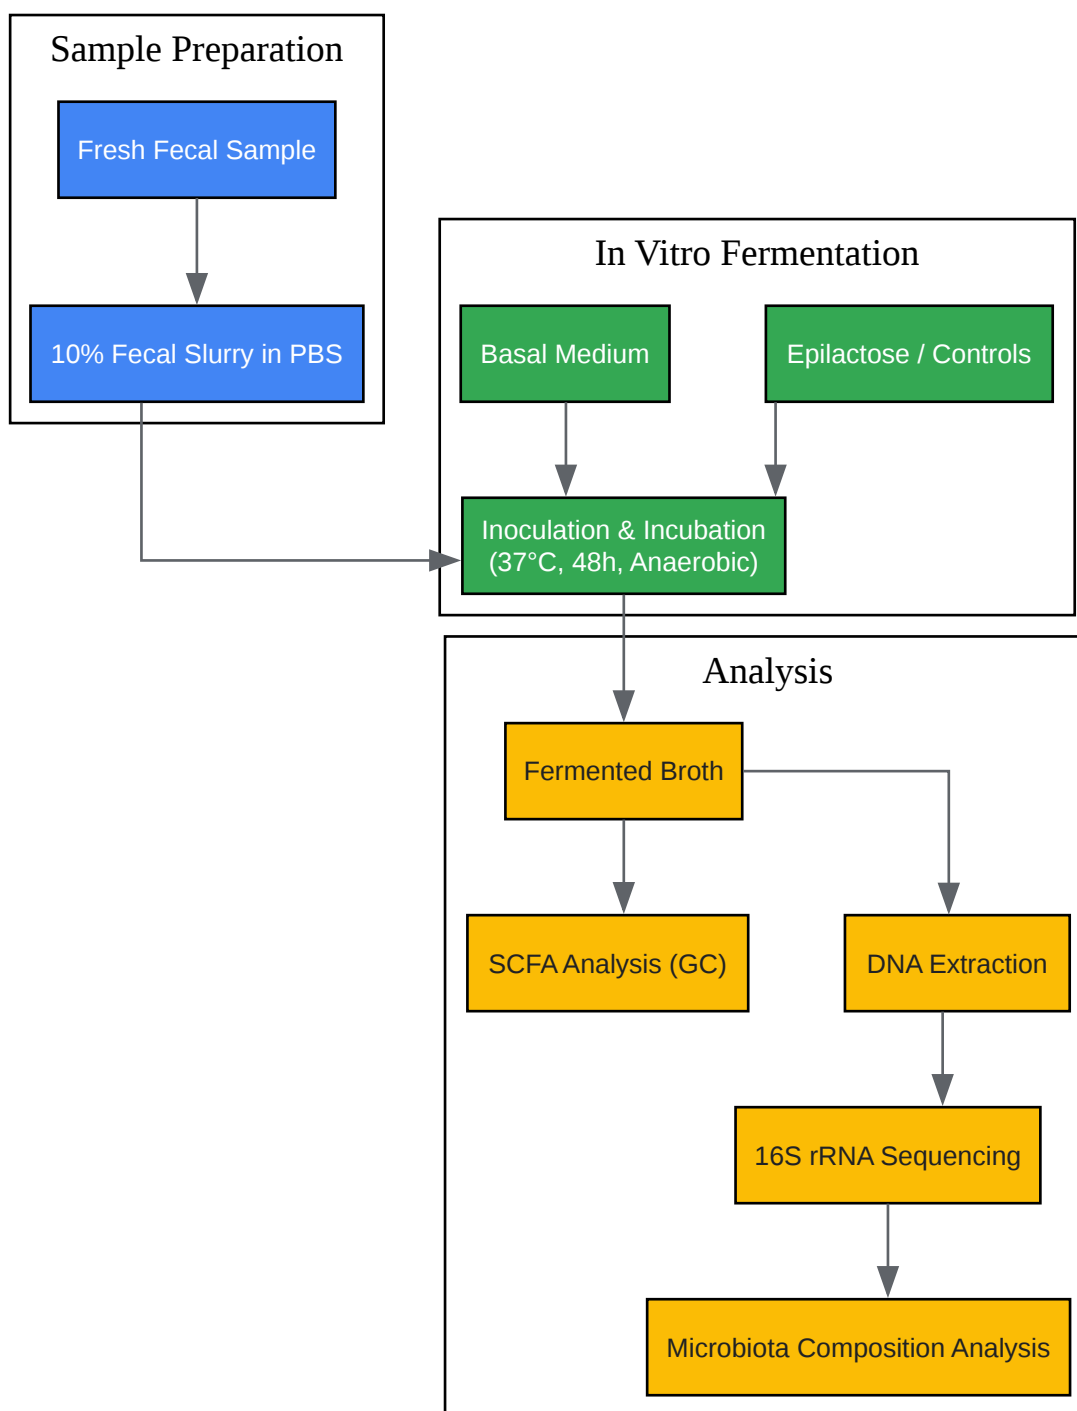 Sample Preparation
Fresh Fecal Sample
10% Fecal Slurry in PBS
In Vitro Fermentation
Basal Medium
Epilactose / Controls
Inoculation & Incubation
(37°C, 48h, Anaerobic)
Analysis
Fermented Broth
SCFA Analysis (GC)
DNA Extraction
16S rRNA Sequencing
Microbiota Composition Analysis